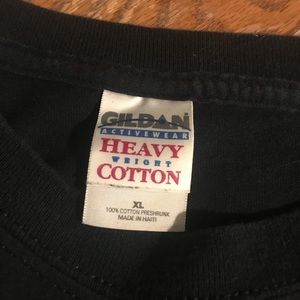 GILDAN
ACTIVEWEAR
HEAVY
WEIGHT
COTTON
XL
100% COTTON PRESHRUNK
MADE IN HAITI